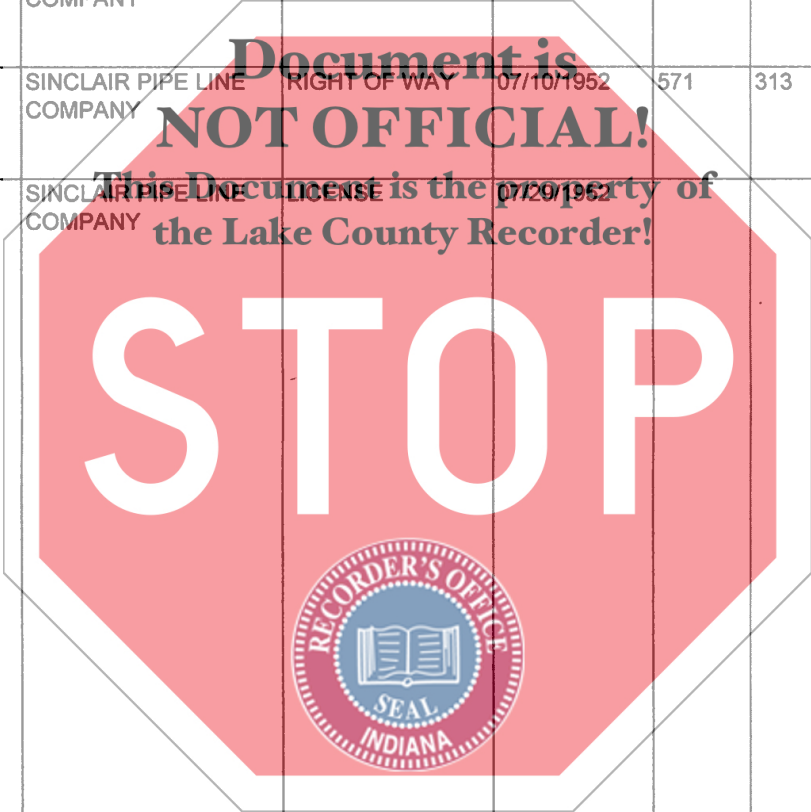 COMPANY
Document is
SINCLAIR PIPE LINE RIGHT OF WAY 07/10/1952 571 313
COMPANY
NOT OFFICIAL!
This Document is the property of
SINCLAIR PIPE LINE LICENSE 07/29/1952
COMPANY
the Lake County Recorder!
STOP
RECORDER'S OFFICE
SEAL
INDIANA